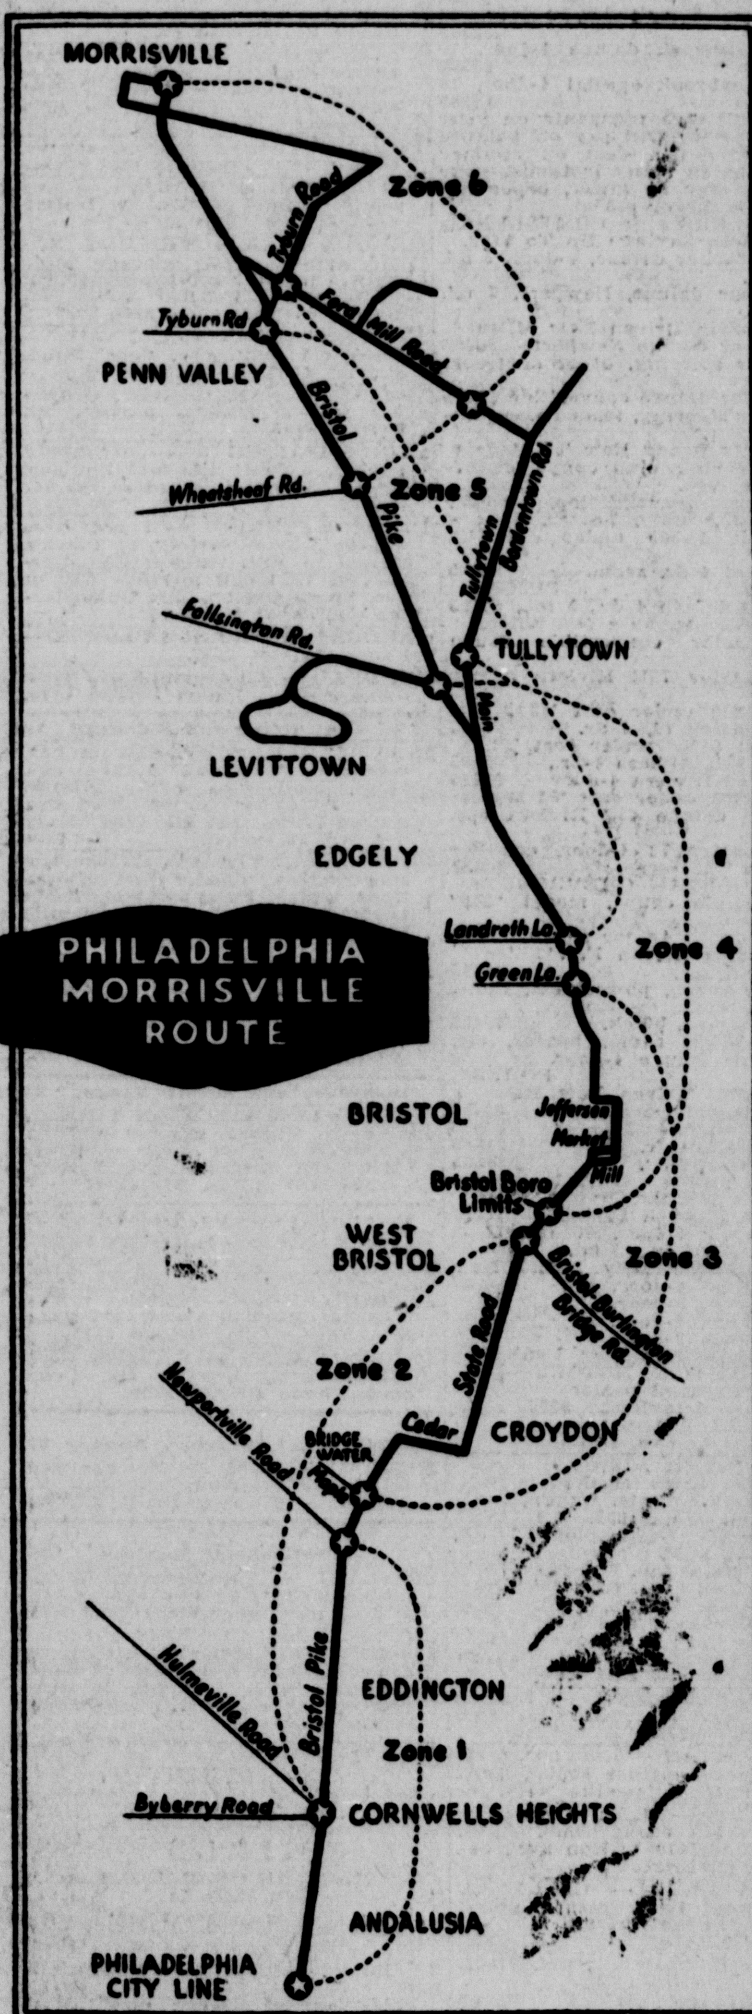 MORRISVILLE
Zone 6
Tyburn Road
Ford Mill Road
Tyburn Rd
PENN VALLEY
Bristol
Pike
Wheatsheaf Rd.
Zone 5
Tullytown
Bordentown Rd.
Fallsington Rd.
TULLYTOWN
Main
LEVITTOWN
EDGELY
Landreth La.
Zone 4
Green La.
PHILADELPHIA
MORRISVILLE
ROUTE
BRISTOL
Jefferson
Market
Mill
Bristol Boro
Limits
WEST
BRISTOL
Zone 3
Bristol-Burlington
Bridge Rd.
State Road
Zone 2
Newportville Road
Cedar
CROYDON
BRIDGE
WATER
Maple
Bristol Pike
Hulmeville Road
EDDINGTON
Zone 1
Byberry Road
CORNWELLS HEIGHTS
ANDALUSIA
PHILADELPHIA
CITY LINE